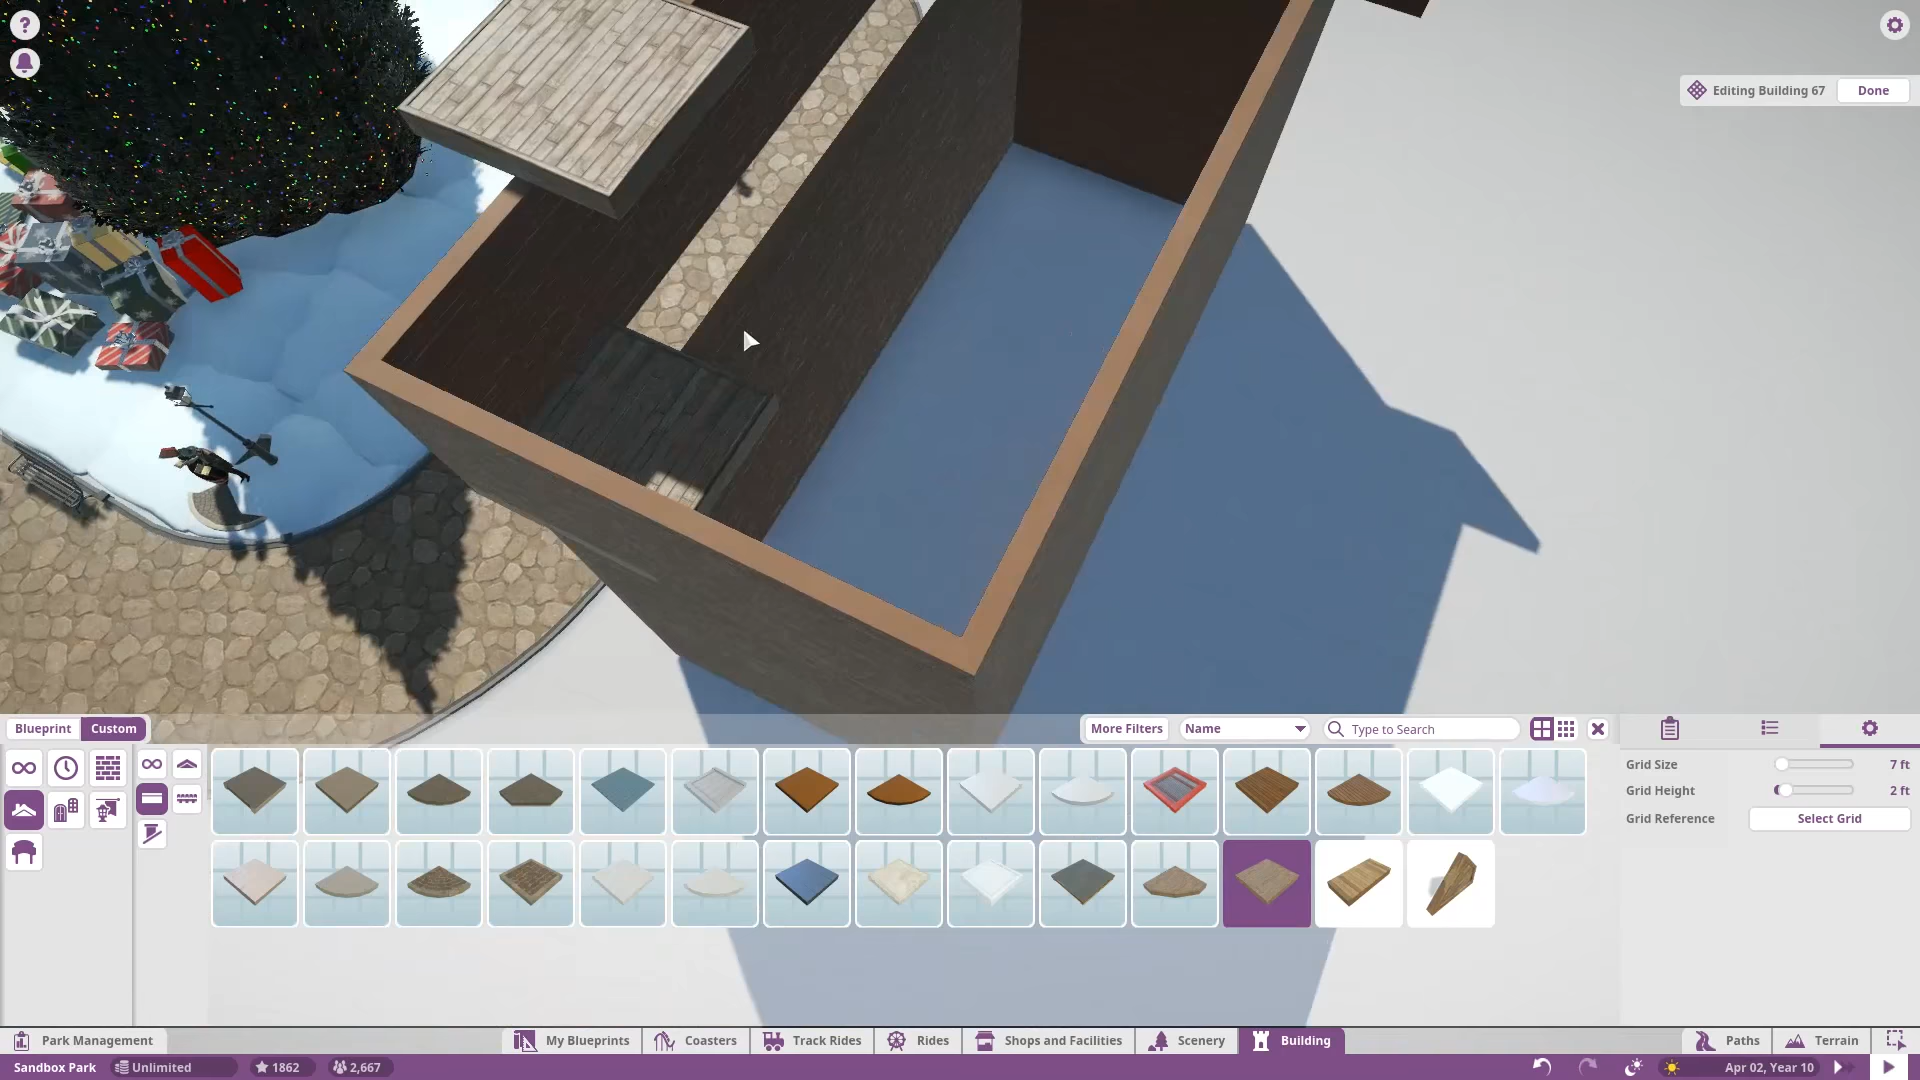 ?
Editing Building 67
Done
Blueprint
Custom
More Filters
Name
Type to Search
Grid Size
7 ft
Grid Height
2 ft
Grid Reference
Select Grid
Park Management
My Blueprints
Coasters
Track Rides
Rides
Shops and Facilities
Scenery
Building
Paths
Terrain
Sandbox Park
Unlimited
1862
2,667
Apr 02, Year 10